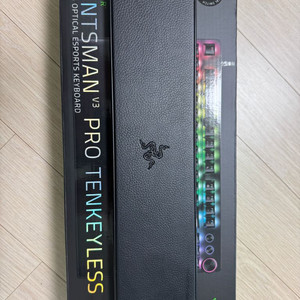 NTSMAN V3 PRO TENKEYLESS
OPTICAL ESPORTS KEYBOARD